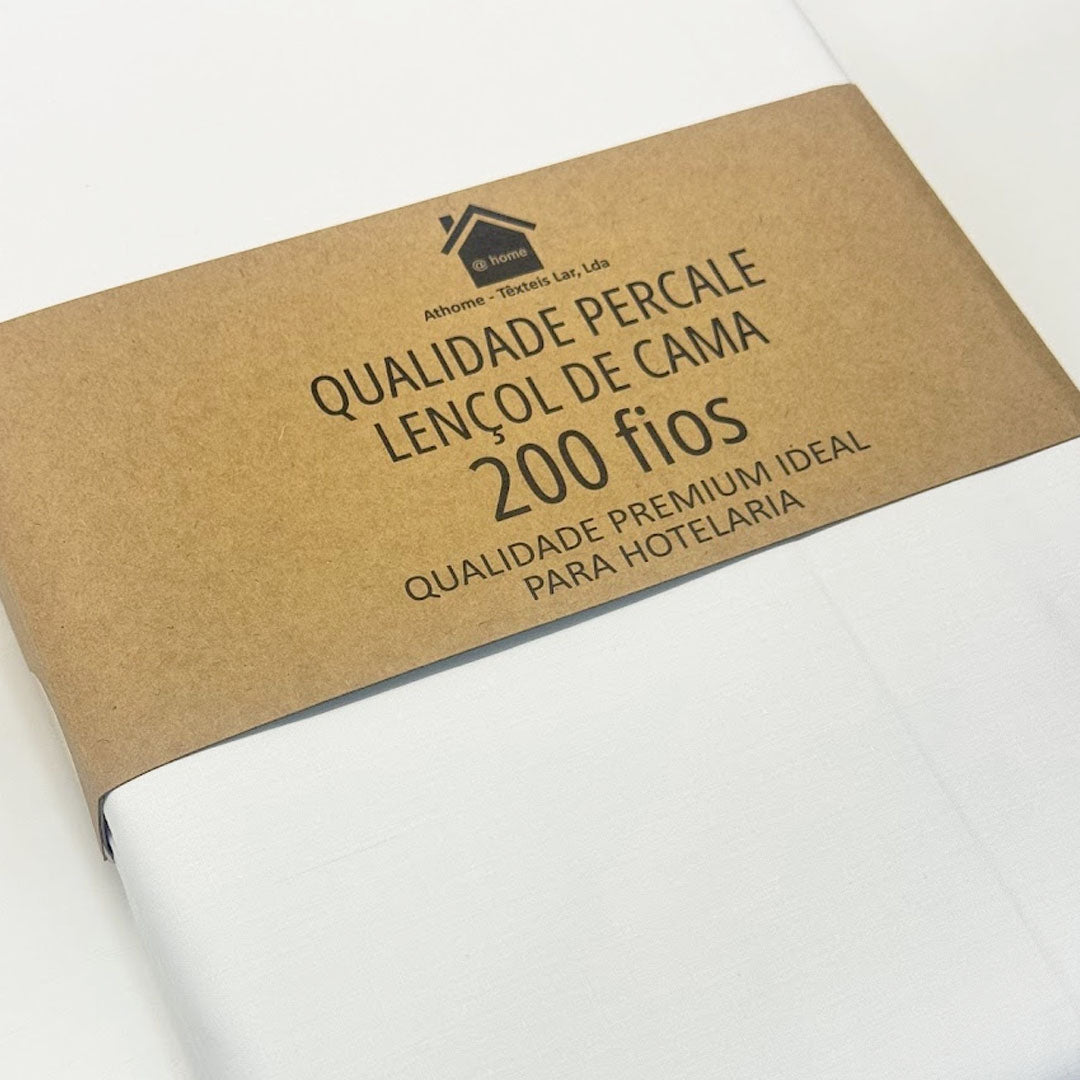 @ home
Athome - Têxteis Lar, Lda
QUALIDADE PERCALE
LENÇOL DE CAMA
200 fios
QUALIDADE PREMIUM IDEAL
PARA HOTELARIA